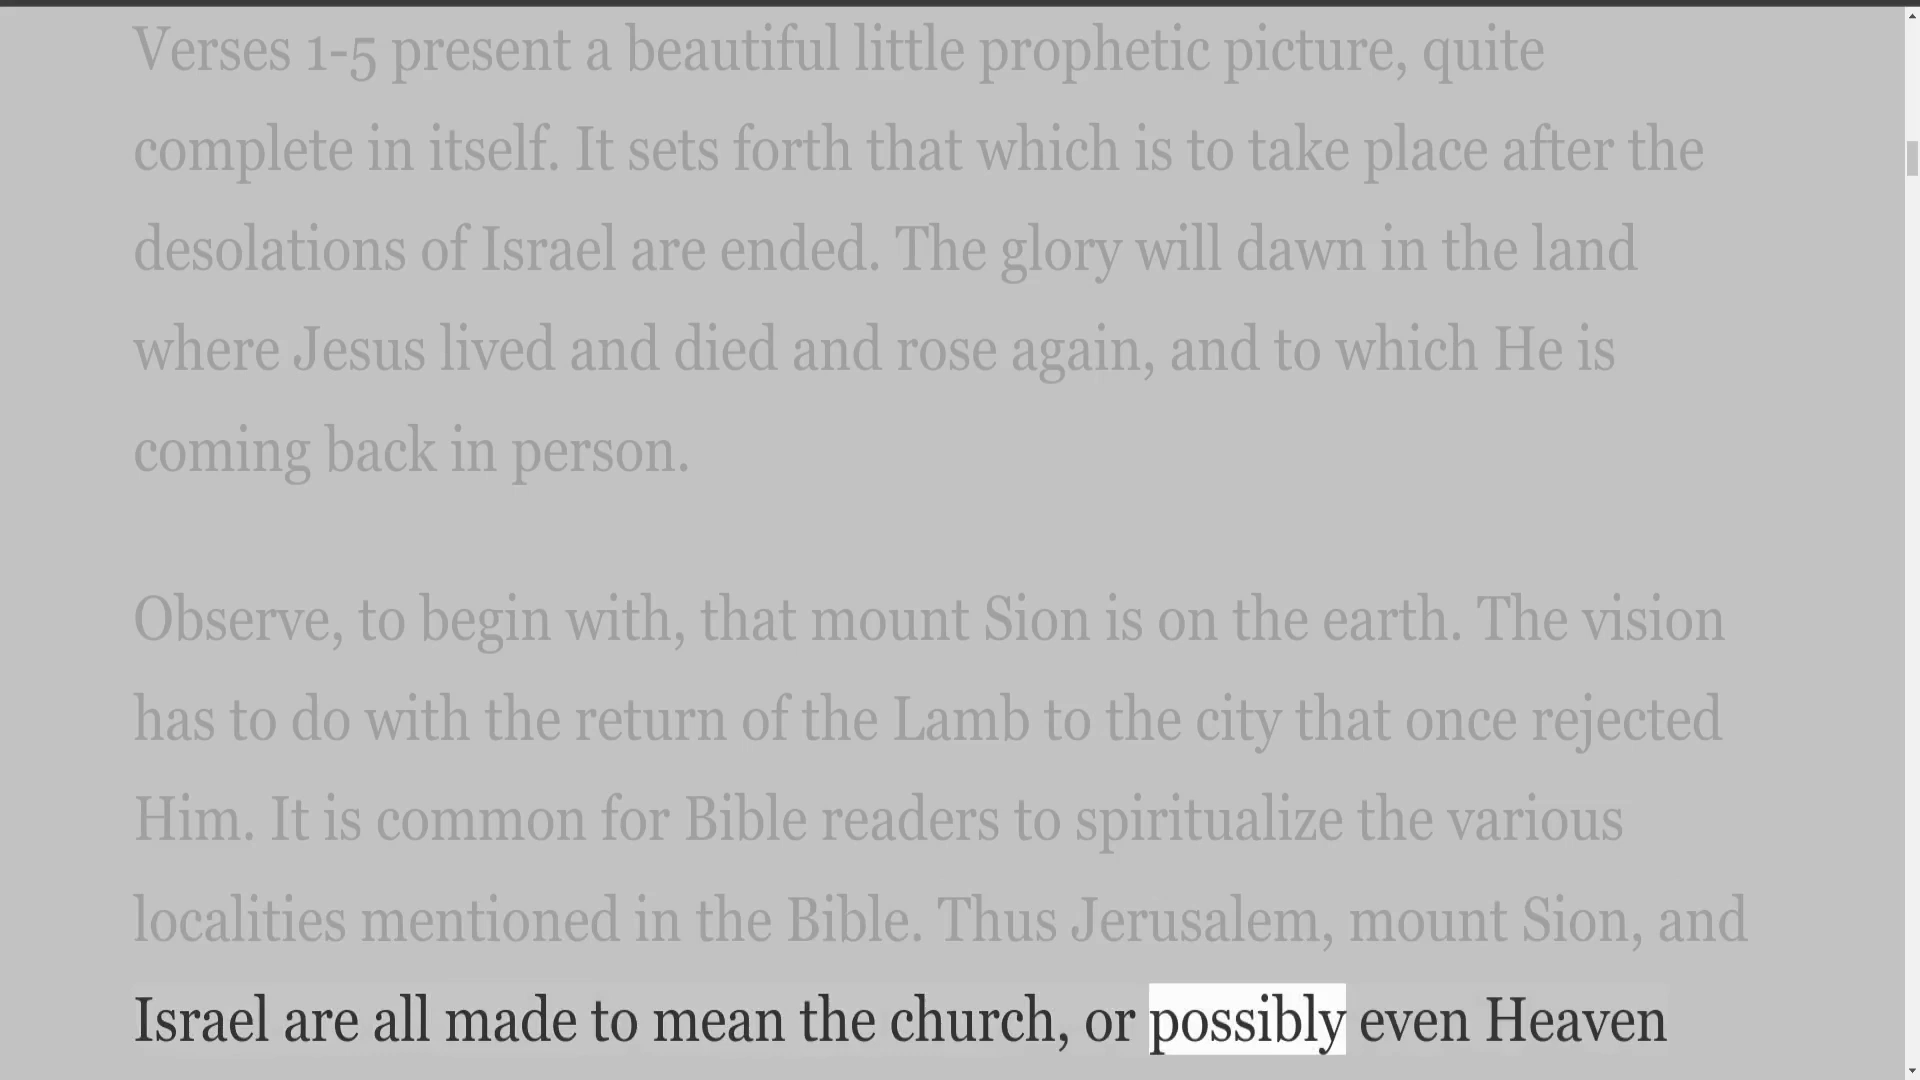 Verses 1-5 present a beautiful little prophetic picture, quite
complete in itself. It sets forth that which is to take place after the
desolations of Israel are ended. The glory will dawn in the land
where Jesus lived and died and rose again, and to which He is
coming back in person.
Observe, to begin with, that mount Sion is on the earth. The vision
has to do with the return of the Lamb to the city that once rejected
Him. It is common for Bible readers to spiritualize the various
localities mentioned in the Bible. Thus Jerusalem, mount Sion, and
Israel are all made to mean the church, or possibly even Heaven